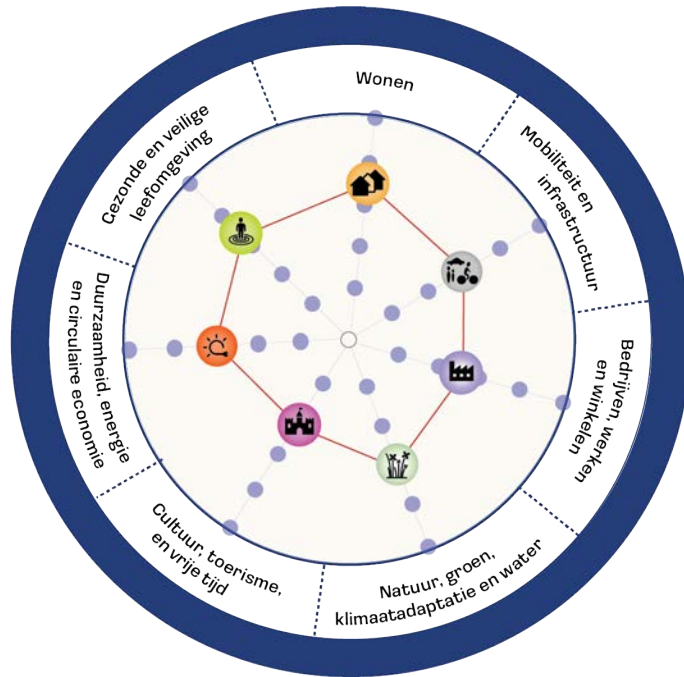 Wonen
Mobiliteit en
infrastructuur
Bedrijven, werken
en winkelen
Natuur, groen,
klimaatadaptatie en water
Cultuur, toerisme,
en vrije tijd
Duurzaamheid, energie
en circulaire economie
Gezonde en veilige
leefomgeving